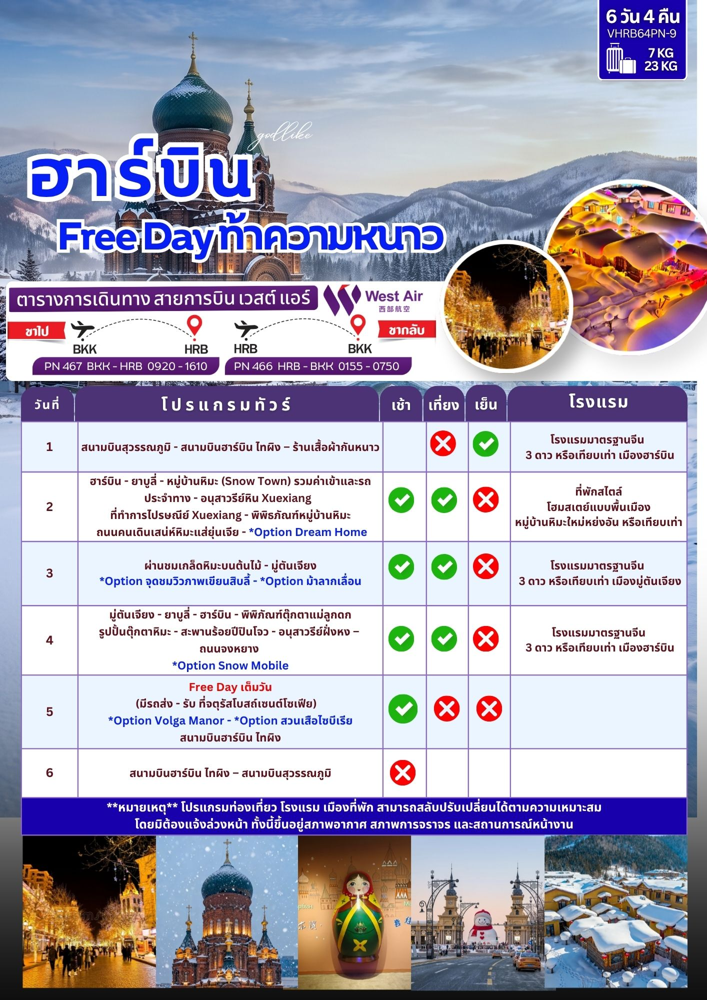 6 วัน 4 คืน
VHRB64PN-9
7 KG
23 KG
godlike
ฮาร์บิน
Free Day ท้าความหนาว
ตารางการเดินทาง สายการบิน เวสต์ แอร์
West Air
西部航空
ขาไป
BKK
HRB
HRB
BKK
ขากลับ
PN 467 BKK - HRB 0920 - 1610
PN 466 HRB - BKK 0155 - 0750
วันที่
โปรแกรมทัวร์
เช้า
เที่ยง
เย็น
โรงแรม
1
สนามบินสุวรรณภูมิ - สนามบินฮาร์บิน ไทผิง – ร้านเสื้อผ้ากันหนาว
โรงแรมมาตรฐานจีน
3 ดาว หรือเทียบเท่า เมืองฮาร์บิน
2
ฮาร์บิน - ยาบูลี่ - หมู่บ้านหิมะ (Snow Town) รวมค่าเข้าและรถ
ประจำทาง - อนุสาวรีย์หิน Xuexiang
ที่ทำการไปรษณีย์ Xuexiang - พิพิธภัณฑ์หมู่บ้านหิมะ
ถนนคนเดินเสน่ห์หิมะแส่ยุ่นเจีย - *Option Dream Home
ที่พักสไตล์
โฮมสเตย์แบบพื้นเมือง
หมู่บ้านหิมะใหม่หย่งอัน หรือเทียบเท่า
3
ผ่านชมเกล็ดหิมะบนต้นไม้ - มู่ตันเจียง
*Option จุดชมวิวภาพเขียนสิบลี้ - *Option ม้าลากเลื่อน
โรงแรมมาตรฐานจีน
3 ดาว หรือเทียบเท่า เมืองมู่ตันเจียง
4
มู่ตันเจียง - ยาบูลี่ - ฮาร์บิน - พิพิภัณฑ์ตุ๊กตาแม่ลูกดก
รูปปั้นตุ๊กตาหิมะ - สะพานร้อยปีปินโจว - อนุสาวรีย์ฝั่งหง –
ถนนจงหยาง
*Option Snow Mobile
โรงแรมมาตรฐานจีน
3 ดาว หรือเทียบเท่า เมืองฮาร์บิน
5
Free Day เต็มวัน
(มีรถส่ง - รับ ที่จตุรัสโบสถ์เซนต์โซเฟีย)
*Option Volga Manor - *Option สวนเสือไซบีเรีย
สนามบินฮาร์บิน ไทผิง
6
สนามบินฮาร์บิน ไทผิง – สนามบินสุวรรณภูมิ
**หมายเหตุ** โปรแกรมท่องเที่ยว โรงแรม เมืองที่พัก สามารถสลับปรับเปลี่ยนได้ตามความเหมาะสม
โดยมิต้องแจ้งล่วงหน้า ทั้งนี้ขึ้นอยู่สภาพอากาศ สภาพการจราจร และสถานการณ์หน้างาน